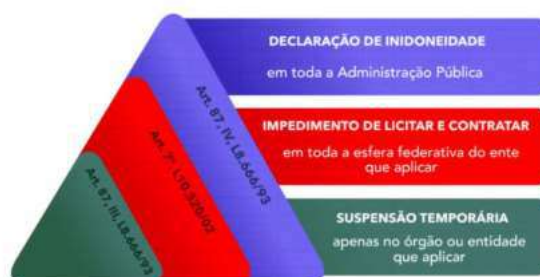 DECLARAÇÃO DE INIDONEIDADE
em toda a Administração Pública
Art. 87, IV, L8.666/93
IMPEDIMENTO DE LICITAR E CONTRATAR
em toda a esfera federativa do ente
que aplicar
Art. 7º L10.520/02
SUSPENSÃO TEMPORÁRIA
apenas no órgão ou entidade
que aplicar
Art. 87, III, L8.666/93